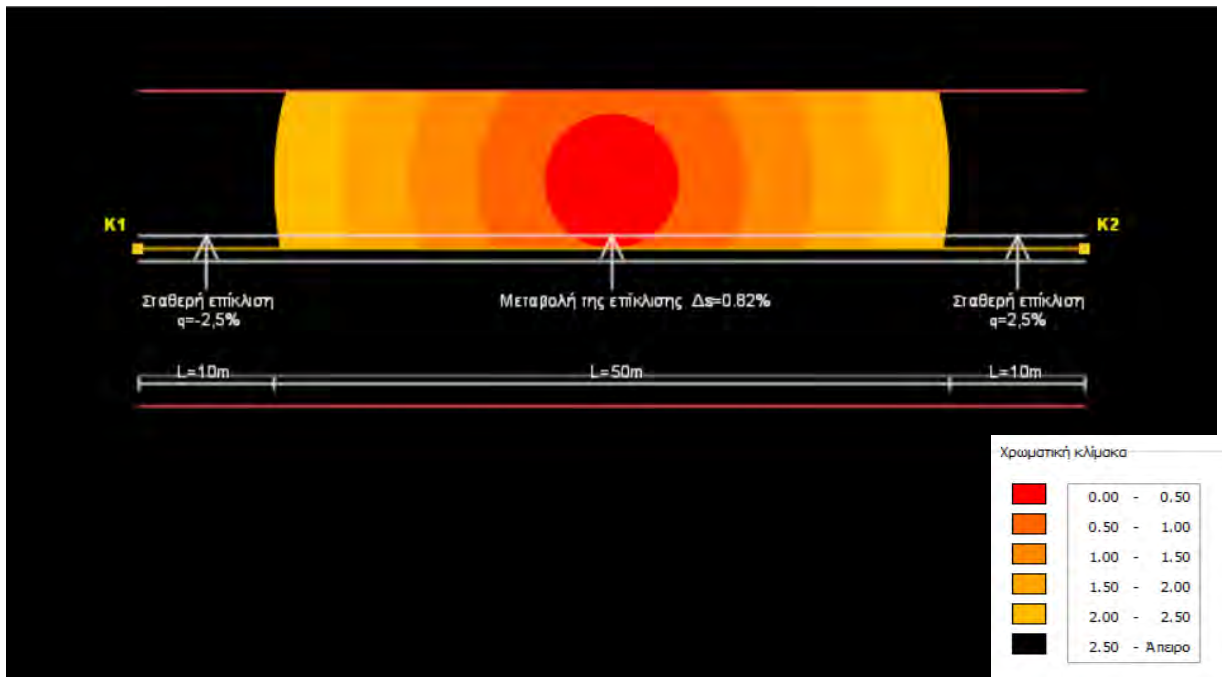 K1
K2
Σταθερή επίκλιση
q=-2,5%
Μεταβολή της επίκλισης Δs=0.82%
Σταθερή επίκλιση
q=2,5%
L=10m
L=50m
L=10m
Χρωματική κλίμακα
0.00 - 0.50
0.50 - 1.00
1.00 - 1.50
1.50 - 2.00
2.00 - 2.50
2.50 - Άπειρο